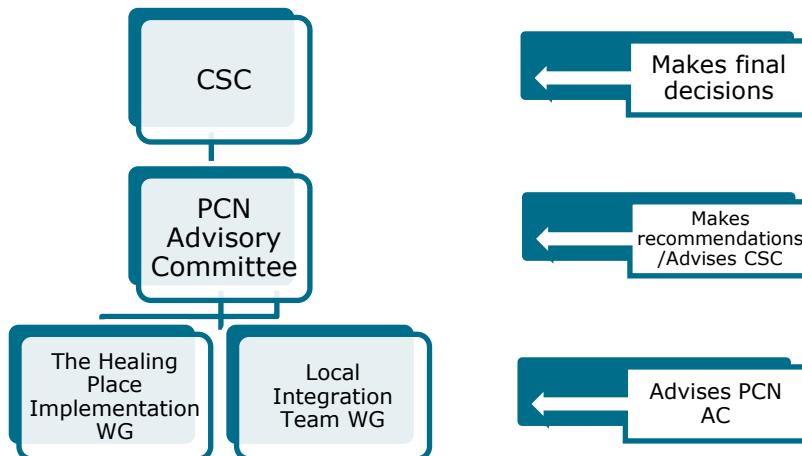 CSC
Makes final
decisions
PCN
Advisory
Committee
Makes
recommendations
/Advises CSC
The Healing
Place
Implementation
WG
Local
Integration
Team WG
Advises PCN
AC